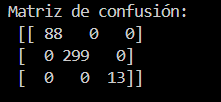 Matriz de confusión:
 [[ 88   0   0]
 [  0 299   0]
 [  0   0  13]]